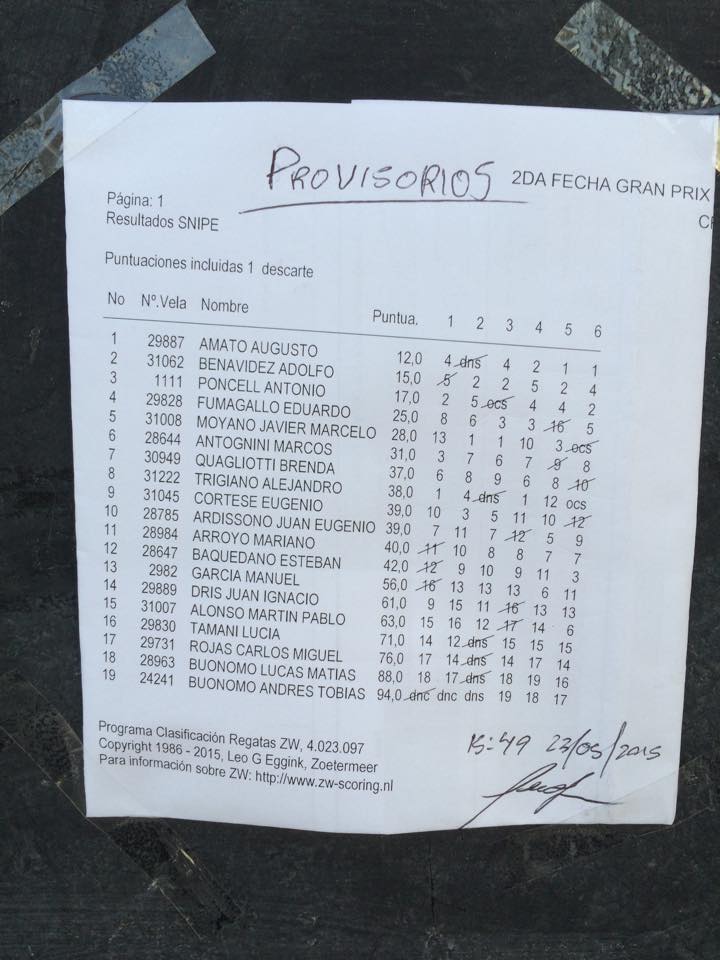 PROVISORIOS 2DA FECHA GRAN PRIX
Página: 1
Resultados SNIPE
Puntuaciones incluidas 1 descarte
No Nº.Vela Nombre Puntua. 1 2 3 4 5 6
1 29887 AMATO AUGUSTO 12,0 4 dns 4 2 1 1
2 31062 BENAVIDEZ ADOLFO 15,0 5 2 2 5 2 4
3 1111 PONCELL ANTONIO 17,0 2 5 ocs 4 4 2
4 29828 FUMAGALLO EDUARDO 25,0 8 6 3 3 16 5
5 31008 MOYANO JAVIER MARCELO 28,0 13 1 1 10 3 ocs
6 28644 ANTOGNINI MARCOS 31,0 3 7 6 7 9 8
7 30949 QUAGLIOTTI BRENDA 37,0 6 8 9 6 8 10
8 31222 TRIGIANO ALEJANDRO 38,0 1 4 dns 1 12 ocs
9 31045 CORTESE EUGENIO 39,0 10 3 5 11 10 12
10 28785 ARDISSONO JUAN EUGENIO 39,0 7 11 7 12 5 9
11 28984 ARROYO MARIANO 40,0 11 10 8 8 7 7
12 28647 BAQUEDANO ESTEBAN 42,0 12 9 10 9 11 3
13 2982 GARCIA MANUEL 56,0 16 13 13 13 6 11
14 29889 DRIS JUAN IGNACIO 61,0 9 15 11 16 13 13
15 31007 ALONSO MARTIN PABLO 63,0 15 16 12 17 14 6
16 29830 TAMANI LUCIA 71,0 14 12 dns 15 15 15
17 29731 ROJAS CARLOS MIGUEL 76,0 17 14 dns 14 17 14
18 28963 BUONOMO LUCAS MATIAS 88,0 18 17 dns 18 19 16
19 24241 BUONOMO ANDRES TOBIAS 94,0 dnc dnc dns 19 18 17
Programa Clasificación Regatas ZW, 4.023.097
Copyright 1986 - 2015, Leo G Eggink, Zoetermeer
Para información sobre ZW: http://www.zw-scoring.nl